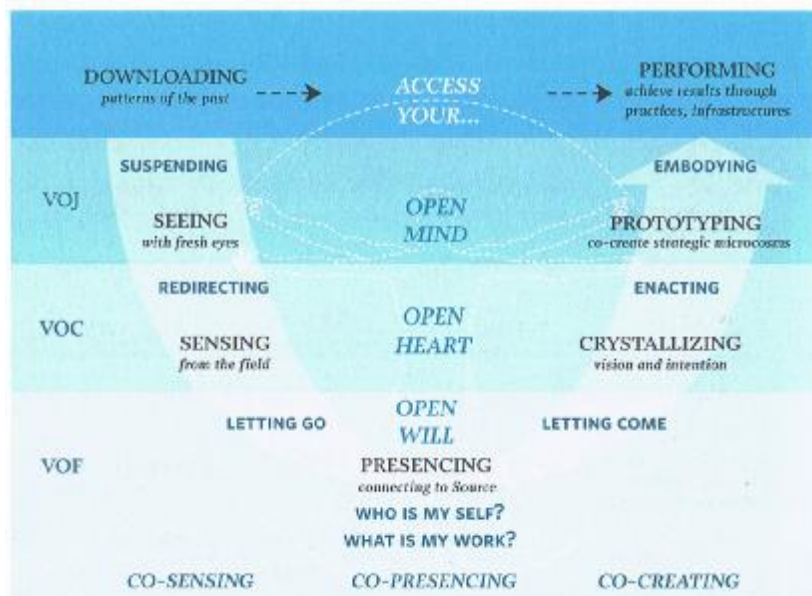 DOWNLOADING
patterns of the past
ACCESS
YOUR...
PERFORMING
achieve results through
practices, infrastructures
SUSPENDING
EMBODYING
VOJ
SEEING
with fresh eyes
OPEN
MIND
PROTOTYPING
co-create strategic microcosms
REDIRECTING
ENACTING
VOC
SENSING
from the field
OPEN
HEART
CRYSTALLIZING
vision and intention
LETTING GO
OPEN
WILL
LETTING COME
VOF
PRESENCING
connecting to Source
WHO IS MY SELF?
WHAT IS MY WORK?
CO-SENSING
CO-PRESENCING
CO-CREATING